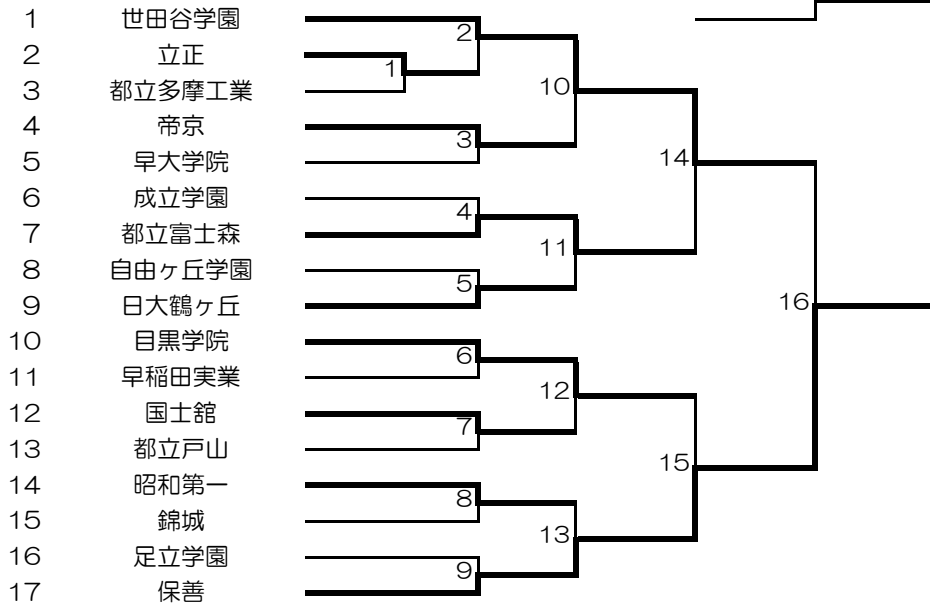 1 世田谷学園
2 立正
3 都立多摩工業
4 帝京
5 早大学院
6 成立学園
7 都立富士森
8 自由ヶ丘学園
9 日大鶴ヶ丘
10 目黒学院
11 早稲田実業
12 国士舘
13 都立戸山
14 昭和第一
15 錦城
16 足立学園
17 保善
1
2
3
4
5
6
7
8
9
10
11
12
13
14
15
16